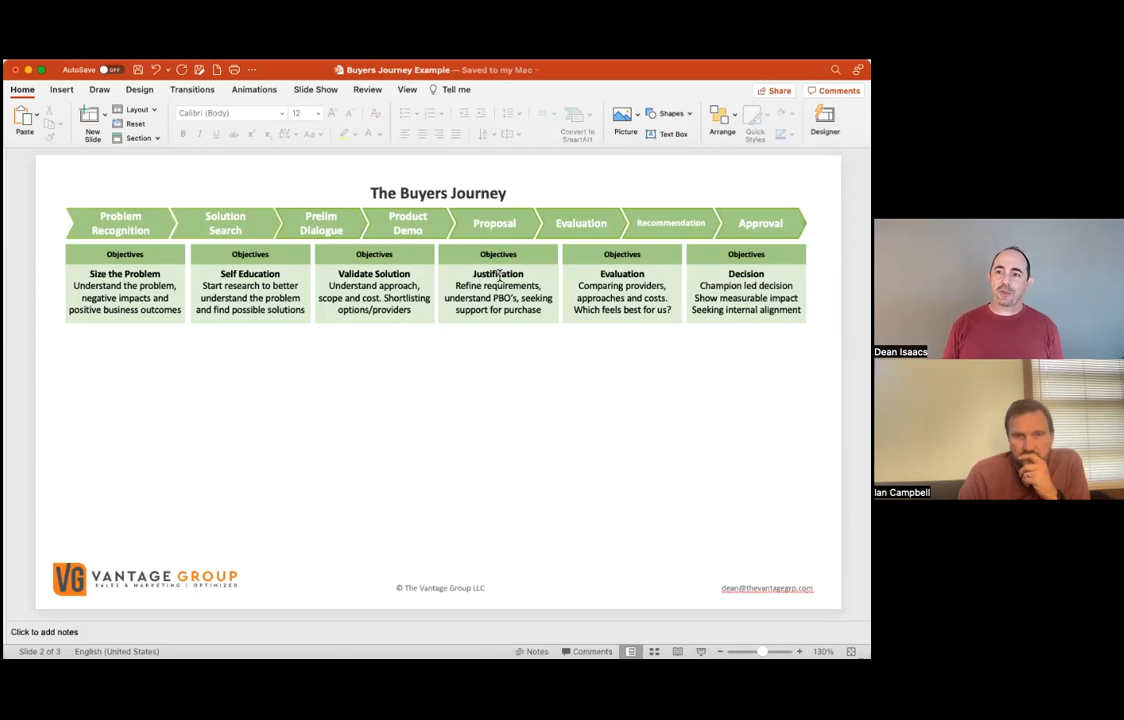 AutoSave OFF
Buyers Journey Example — Saved to my Mac
Home Insert Draw Design Transitions Animations Slide Show Review View Tell me
Share Comments
Paste
New Slide
Layout
Reset
Section
Calibri (Body) 12
Convert to SmartArt
Picture
Shapes
Text Box
Arrange
Quick Styles
Designer
The Buyers Journey
Problem Recognition
Solution Search
Prelim Dialogue
Product Demo
Proposal
Evaluation
Recommendation
Approval
Objectives
Size the Problem
Understand the problem,
negative impacts and
positive business outcomes
Objectives
Self Education
Start research to better
understand the problem
and find possible solutions
Objectives
Validate Solution
Understand approach,
scope and cost. Shortlisting
options/providers
Objectives
Justification
Refine requirements,
understand PBO's, seeking
support for purchase
Objectives
Evaluation
Comparing providers,
approaches and costs.
Which feels best for us?
Objectives
Decision
Champion led decision
Show measurable impact
Seeking internal alignment
VG VANTAGE GROUP
SALES & MARKETING | OPTIMIZED
© The Vantage Group LLC
dean@thevantagegrp.com
Click to add notes
Slide 2 of 3 English (United States)
Notes Comments 130%
Dean Isaacs
Ian Campbell